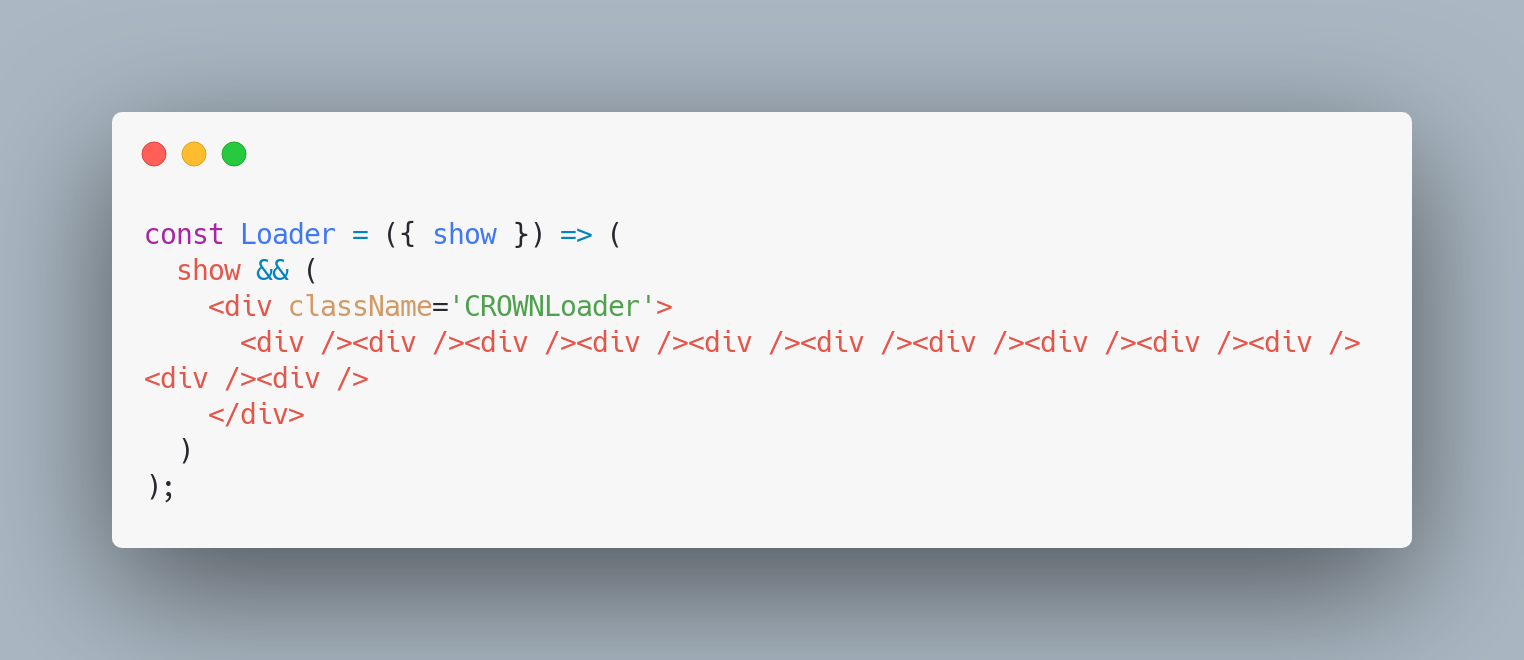 const Loader = ({ show }) => (
  show && (
    <div className='CROWNLoader'>
      <div /><div /><div /><div /><div /><div /><div /><div /><div /><div />
<div /><div />
    </div>
  )
);